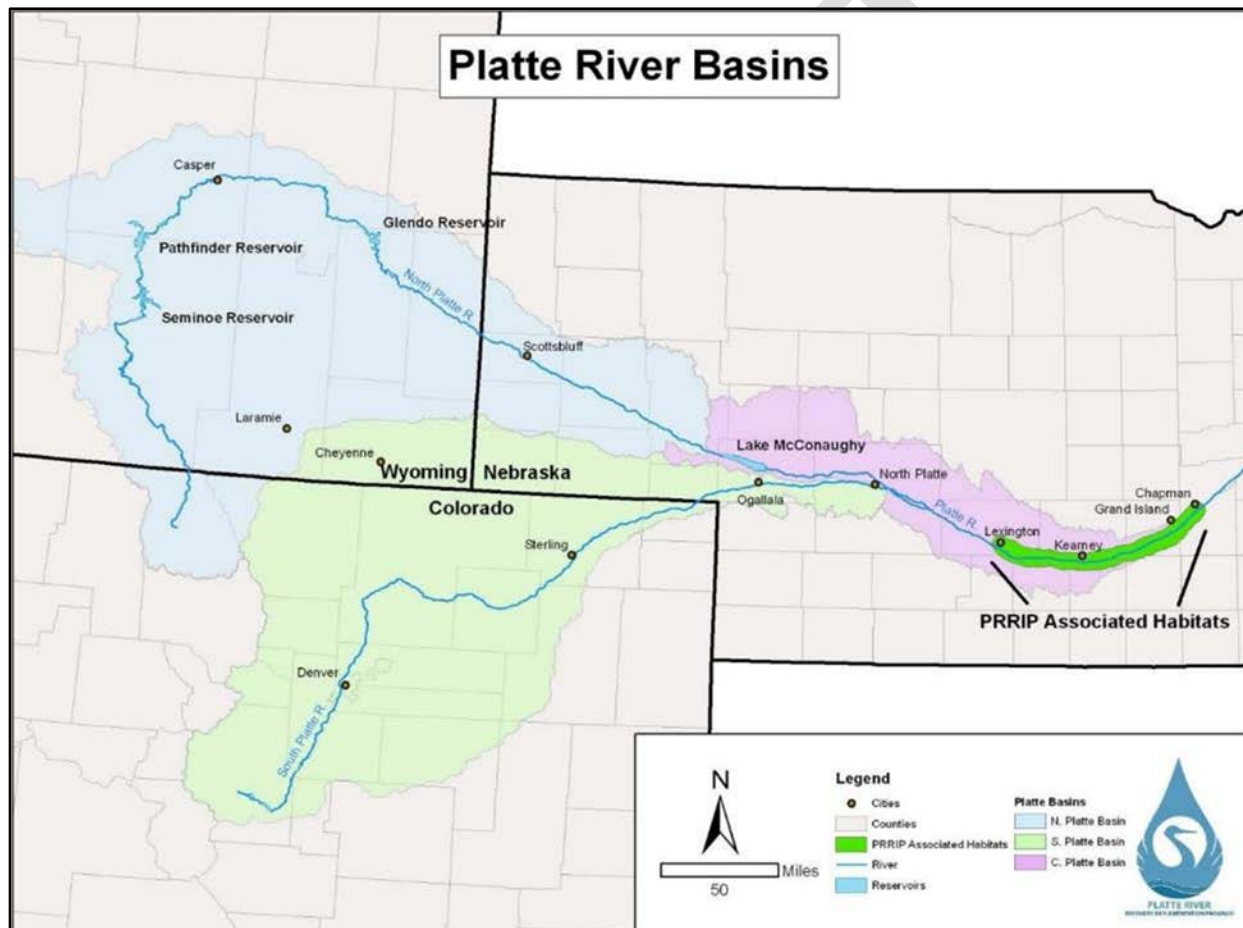 Platte River Basins
Casper
Glendo Reservoir
Pathfinder Reservoir
North Platte R.
Seminoe Reservoir
Scottsbluff
Laramie
Cheyenne
Wyoming
Nebraska
Colorado
Lake McConaughy
North Platte
Ogallala
Platte R.
Chapman
Grand Island
Lexington
Kearney
Sterling
PRRIP Associated Habitats
Denver
South Platte R.
N
50
Miles
Legend
Cities
Counties
PRRIP Associated Habitats
River
Reservoirs
Platte Basins
N. Platte Basin
S. Platte Basin
C. Platte Basin
PLATTE RIVER